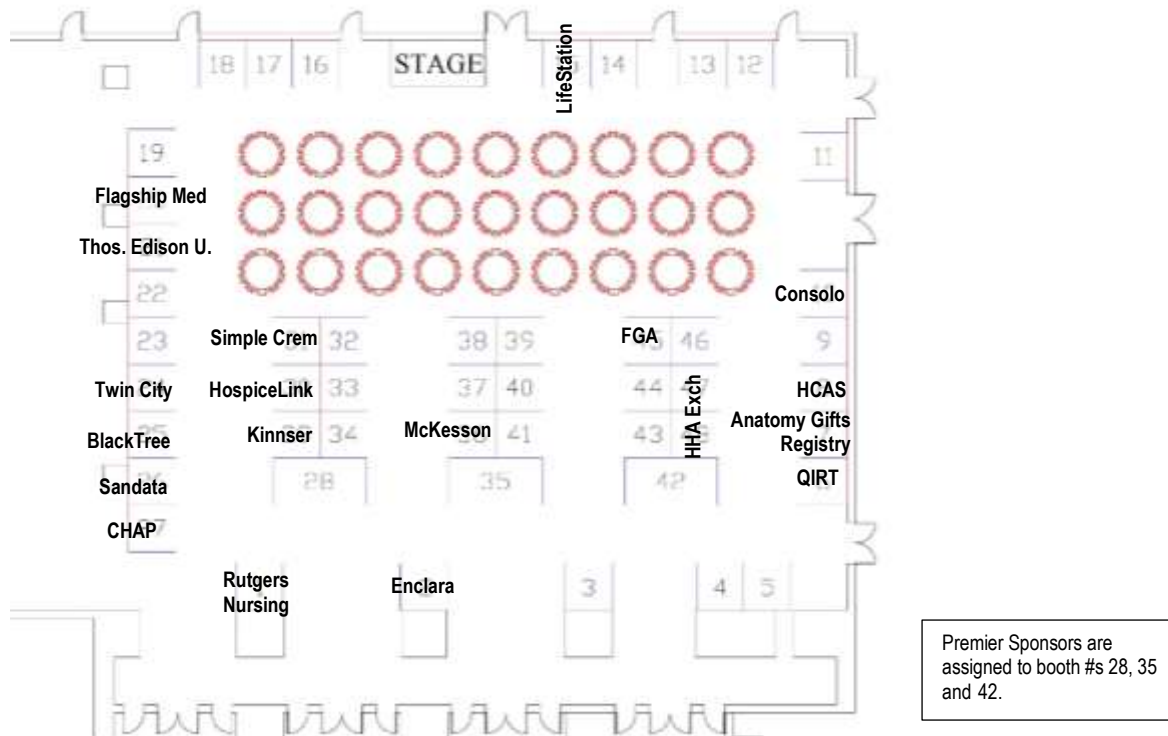 18 17 16 STAGE 14 13 12
LifeStation
19 11
Flagship Med
Thos. Edison U.
22 Consolo
23 Simple Crem 32 38 39 FGA 46 9
Twin City HospiceLink 33 37 40 44 HCAS
HHA Exch
BlackTree Kinnser 34 McKesson 41 43 Anatomy Gifts
Registry
Sandata 28 35 42 QIRT
CHAP
Rutgers Enclara 3 4 5
Nursing
Premier Sponsors are
assigned to booth #s 28, 35
and 42.